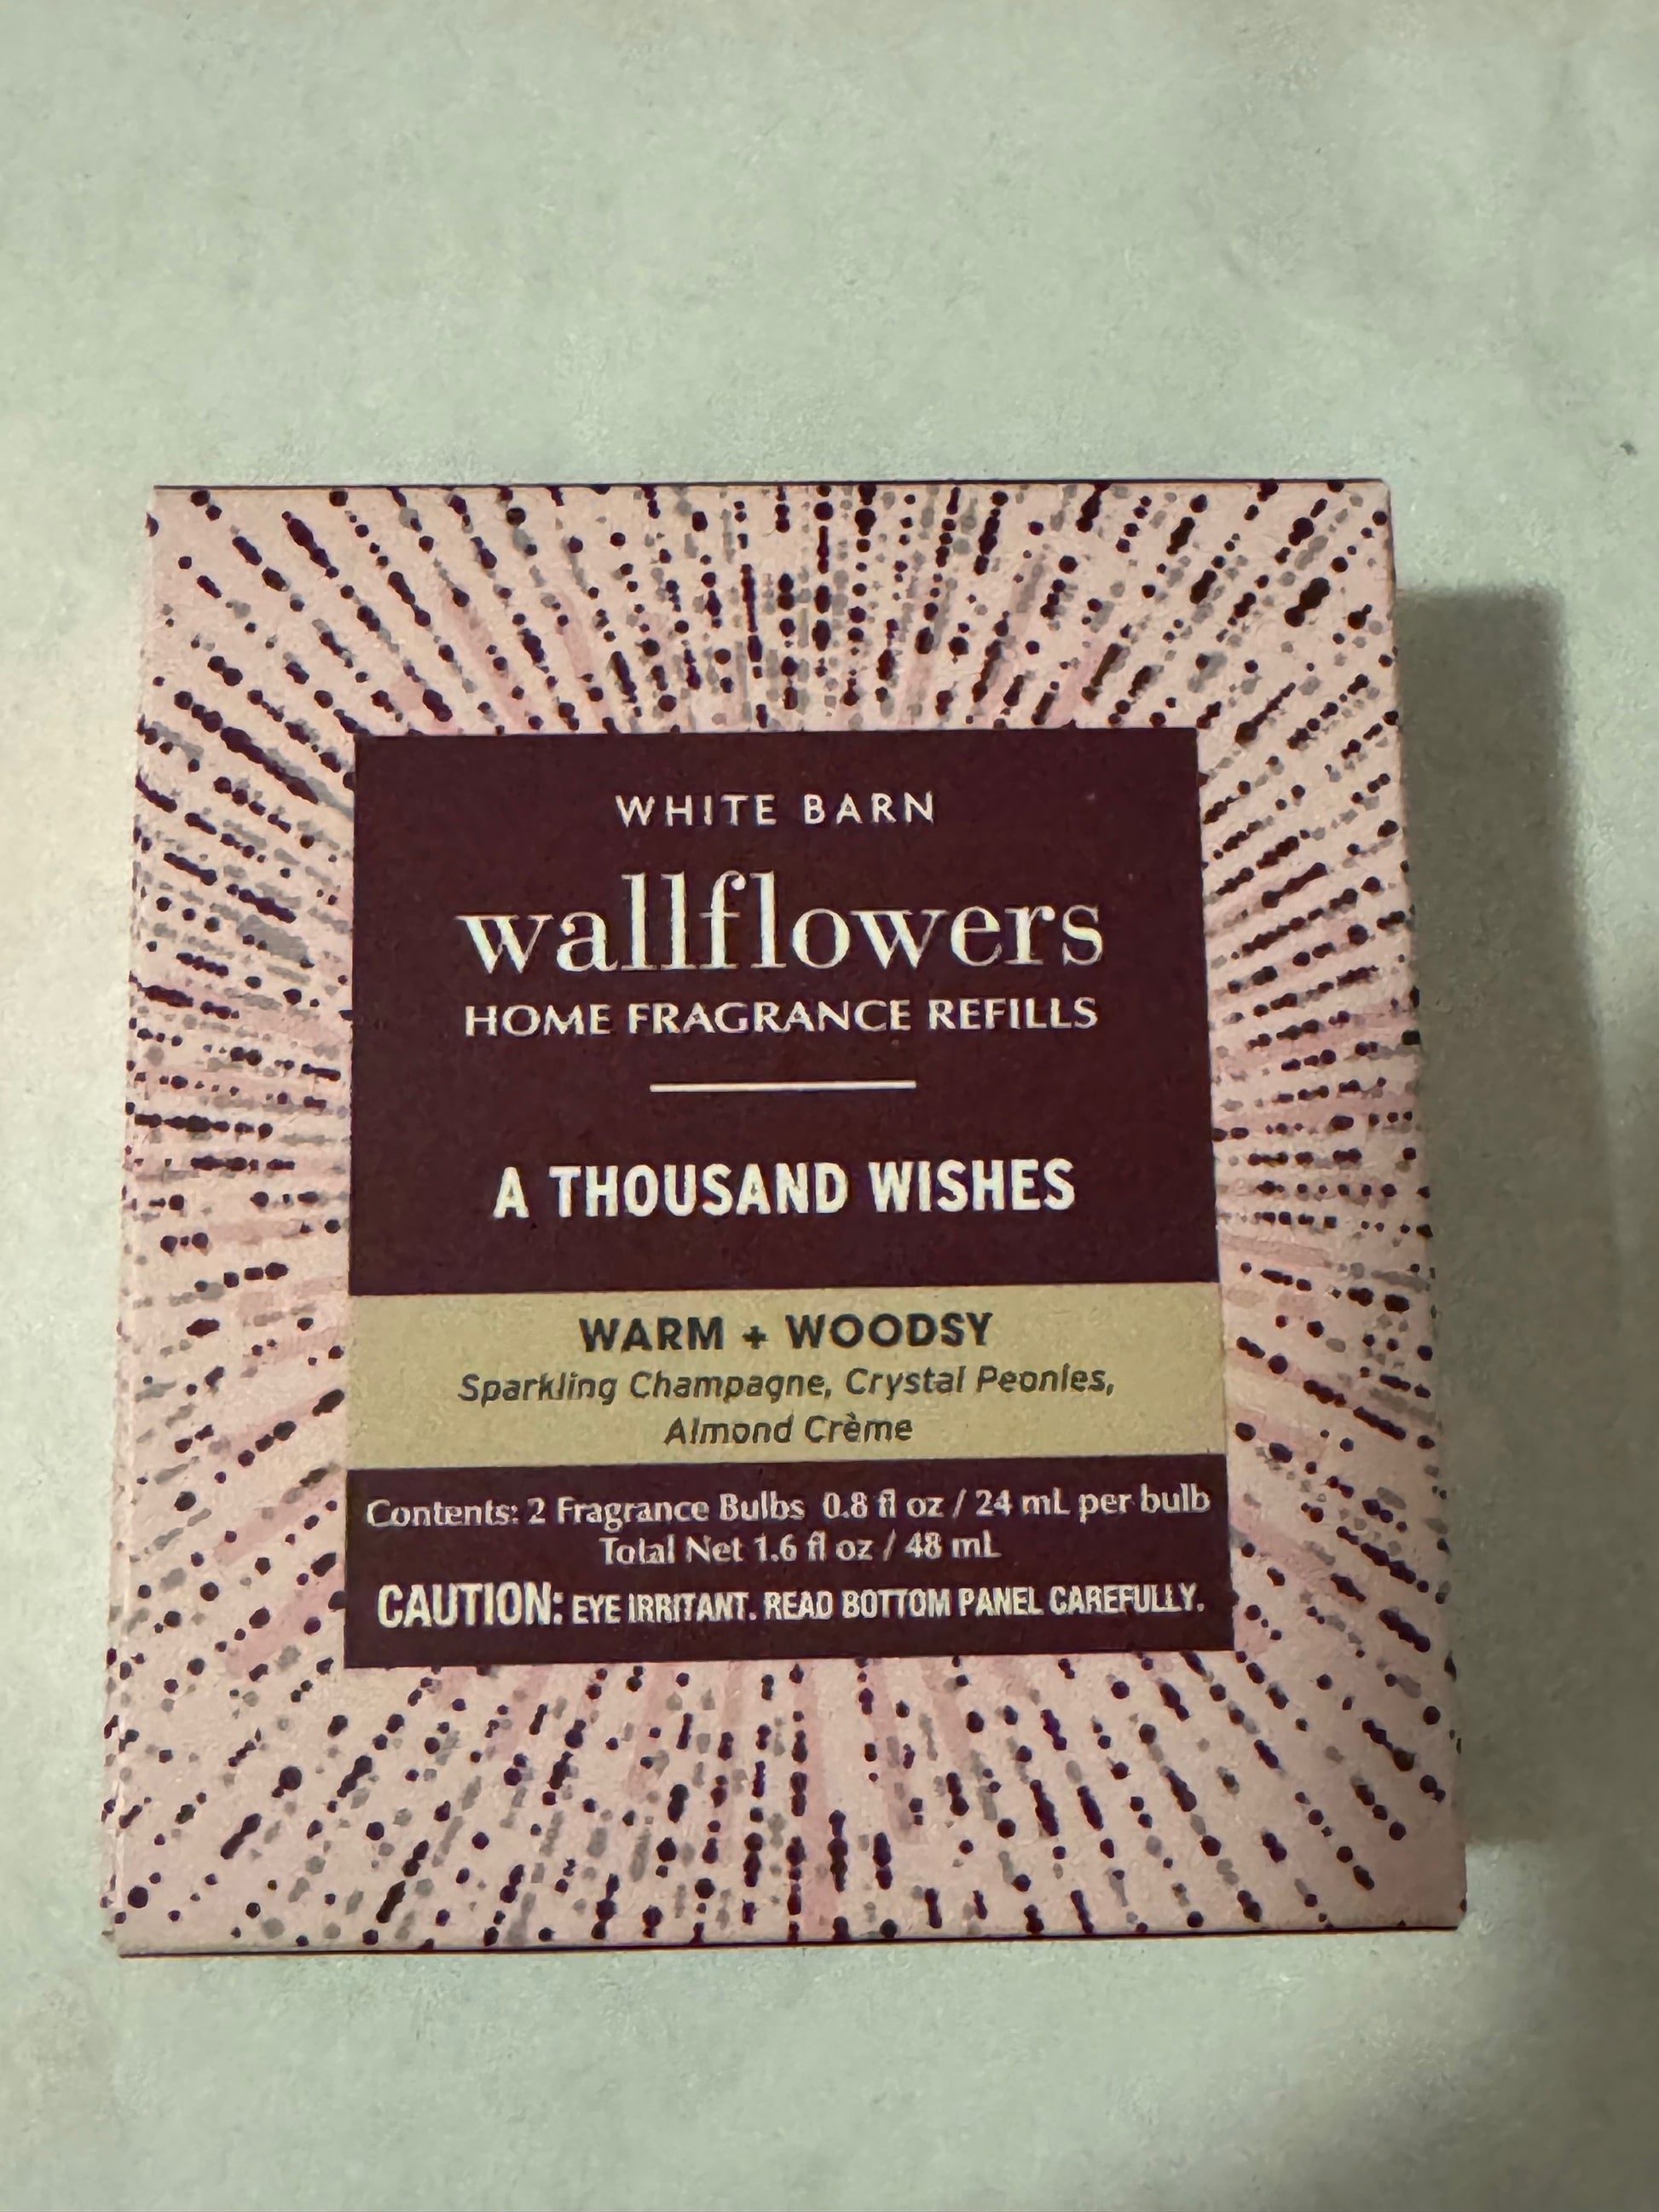 WHITE BARN
wallflowers
HOME FRAGRANCE REFILLS
A THOUSAND WISHES
WARM + WOODSY
Sparkling Champagne, Crystal Peonies,
Almond Crème
Contents: 2 Fragrance Bulbs 0.8 fl oz / 24 mL per bulb
Total Net 1.6 fl oz / 48 mL
CAUTION: EYE IRRITANT. READ BOTTOM PANEL CAREFULLY.